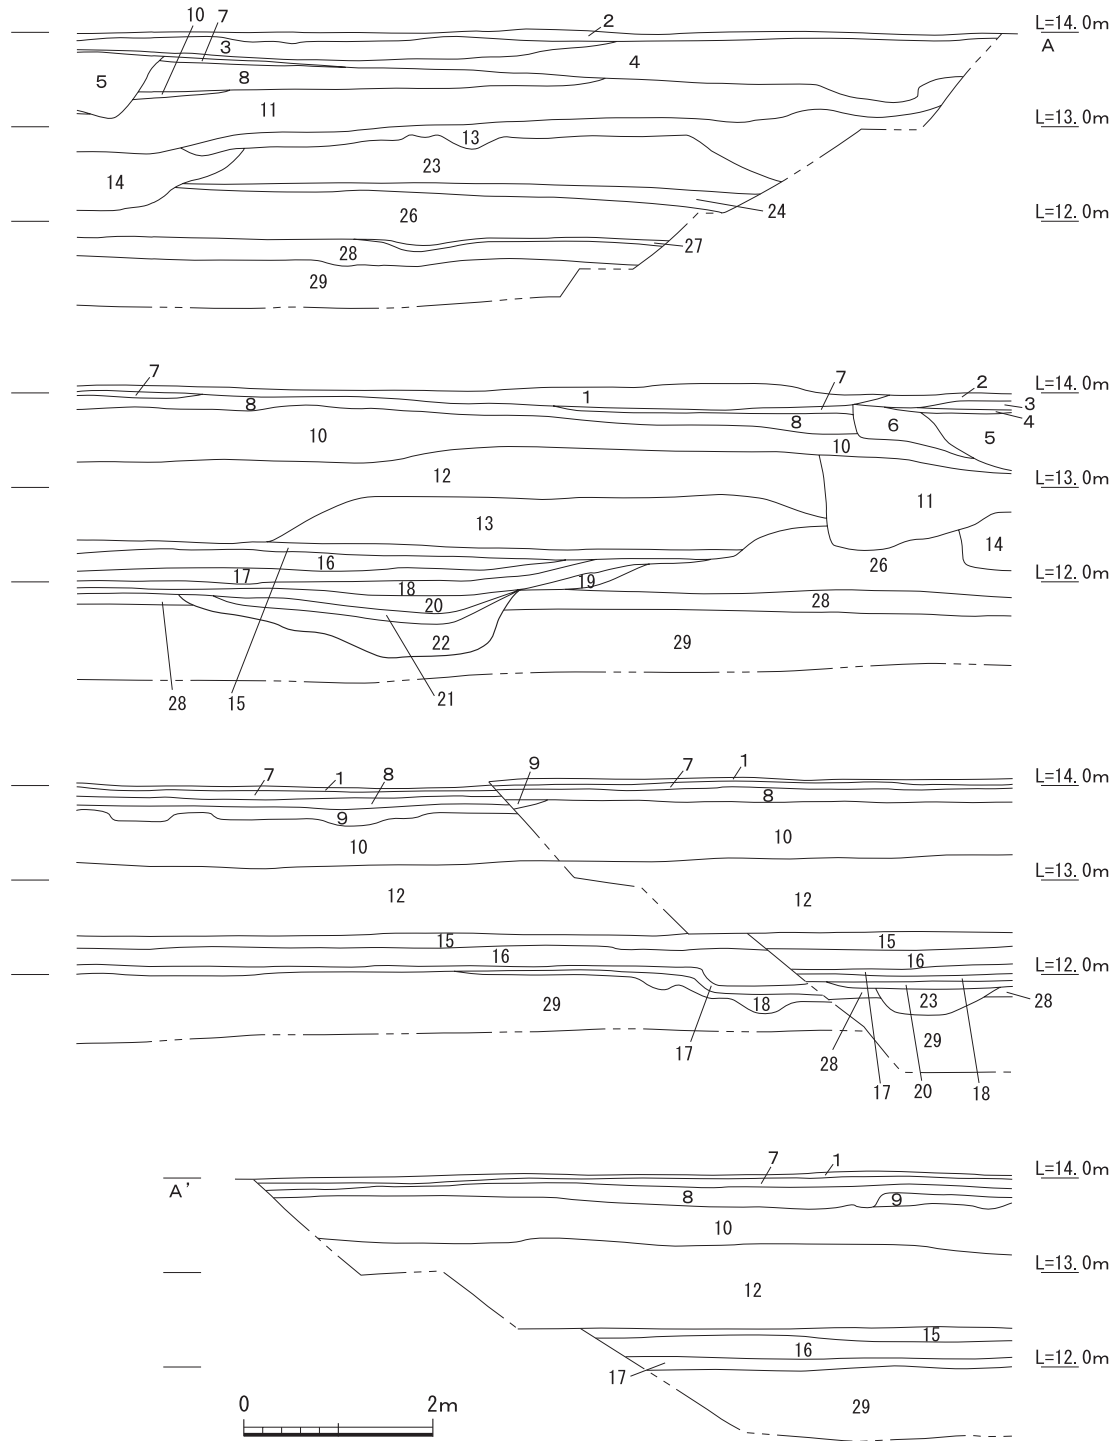 10 7 2 L=14.0m
3 A
4
5 8
11 L=13.0m
13
23
14
24 L=12.0m
26
27
28
29
7 1 7 2 L=14.0m
8 3
8 6 4
10 5
10
12 L=13.0m
11
13
14
16 26
17 L=12.0m
18 19
20 28
22 29
28 15 21
7 1 8 9 7 1 L=14.0m
8
9
10 10
L=13.0m
12 12
15 15
16 16 L=12.0m
29 18 23 28
29
17 28 17 20 18
7 1 L=14.0m
A'
8 9
10
L=13.0m
12
15
16 L=12.0m
17
29
0 2m